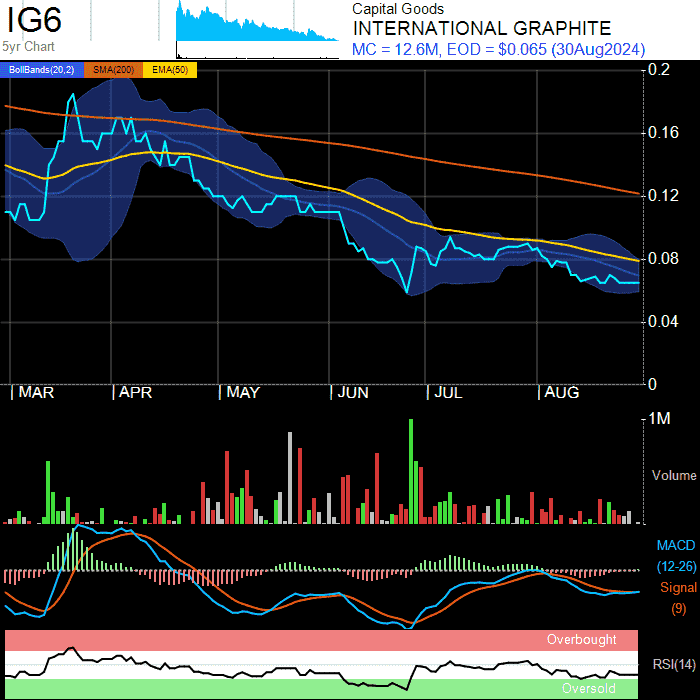 IG6
5yr Chart
Capital Goods
INTERNATIONAL GRAPHITE
MC = 12.6M, EOD = $0.065 (30Aug2024)
BollBands(20,2) SMA(200) EMA(50)
0.2
0.16
0.12
0.08
0.04
0
MAR APR MAY JUN JUL AUG
1M
Volume
MACD
(12-26)
Signal
(9)
Overbought
RSI(14)
Oversold